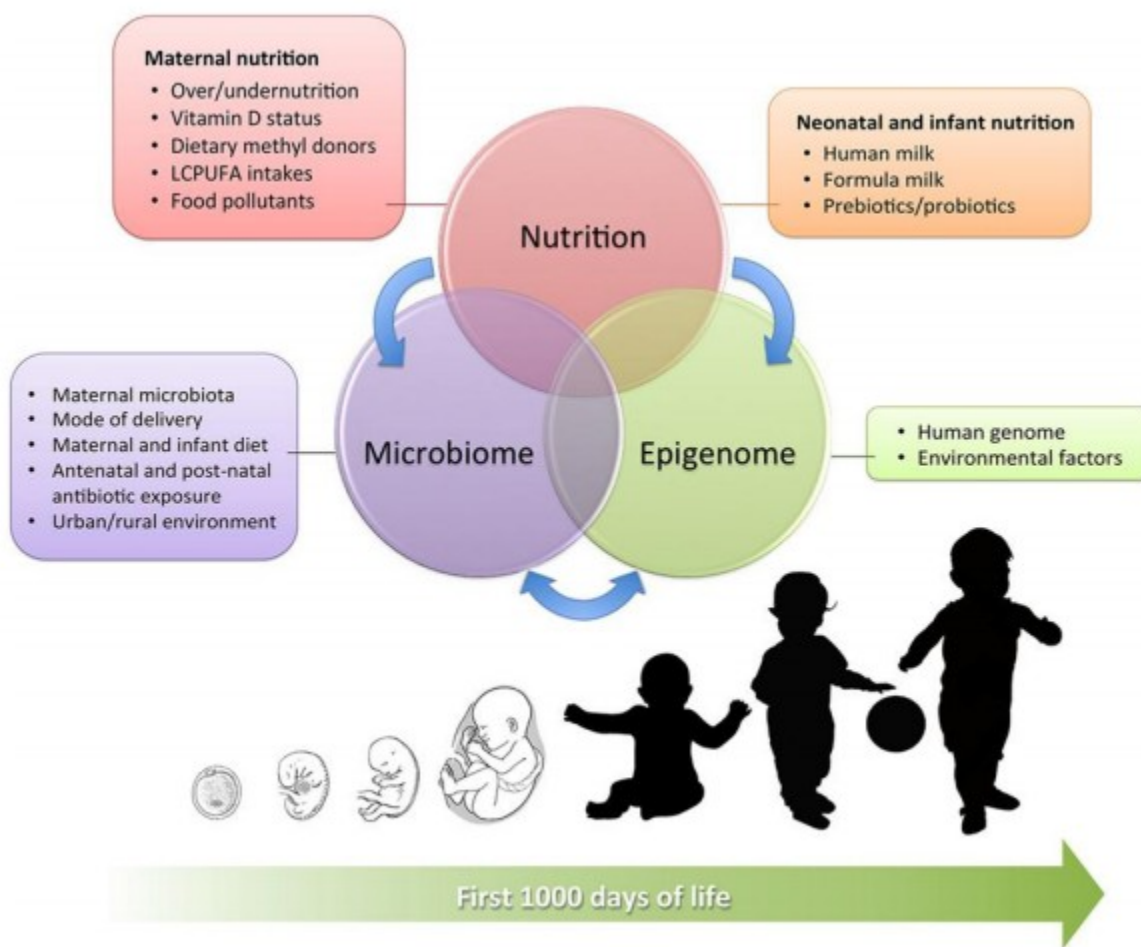 Maternal nutrition
• Over/undernutrition
• Vitamin D status
• Dietary methyl donors
• LCPUFA intakes
• Food pollutants
Neonatal and infant nutrition
• Human milk
• Formula milk
• Prebiotics/probiotics
Nutrition
• Maternal microbiota
• Mode of delivery
• Maternal and infant diet
• Antenatal and post-natal
antibiotic exposure
• Urban/rural environment
Microbiome
Epigenome
• Human genome
• Environmental factors
First 1000 days of life